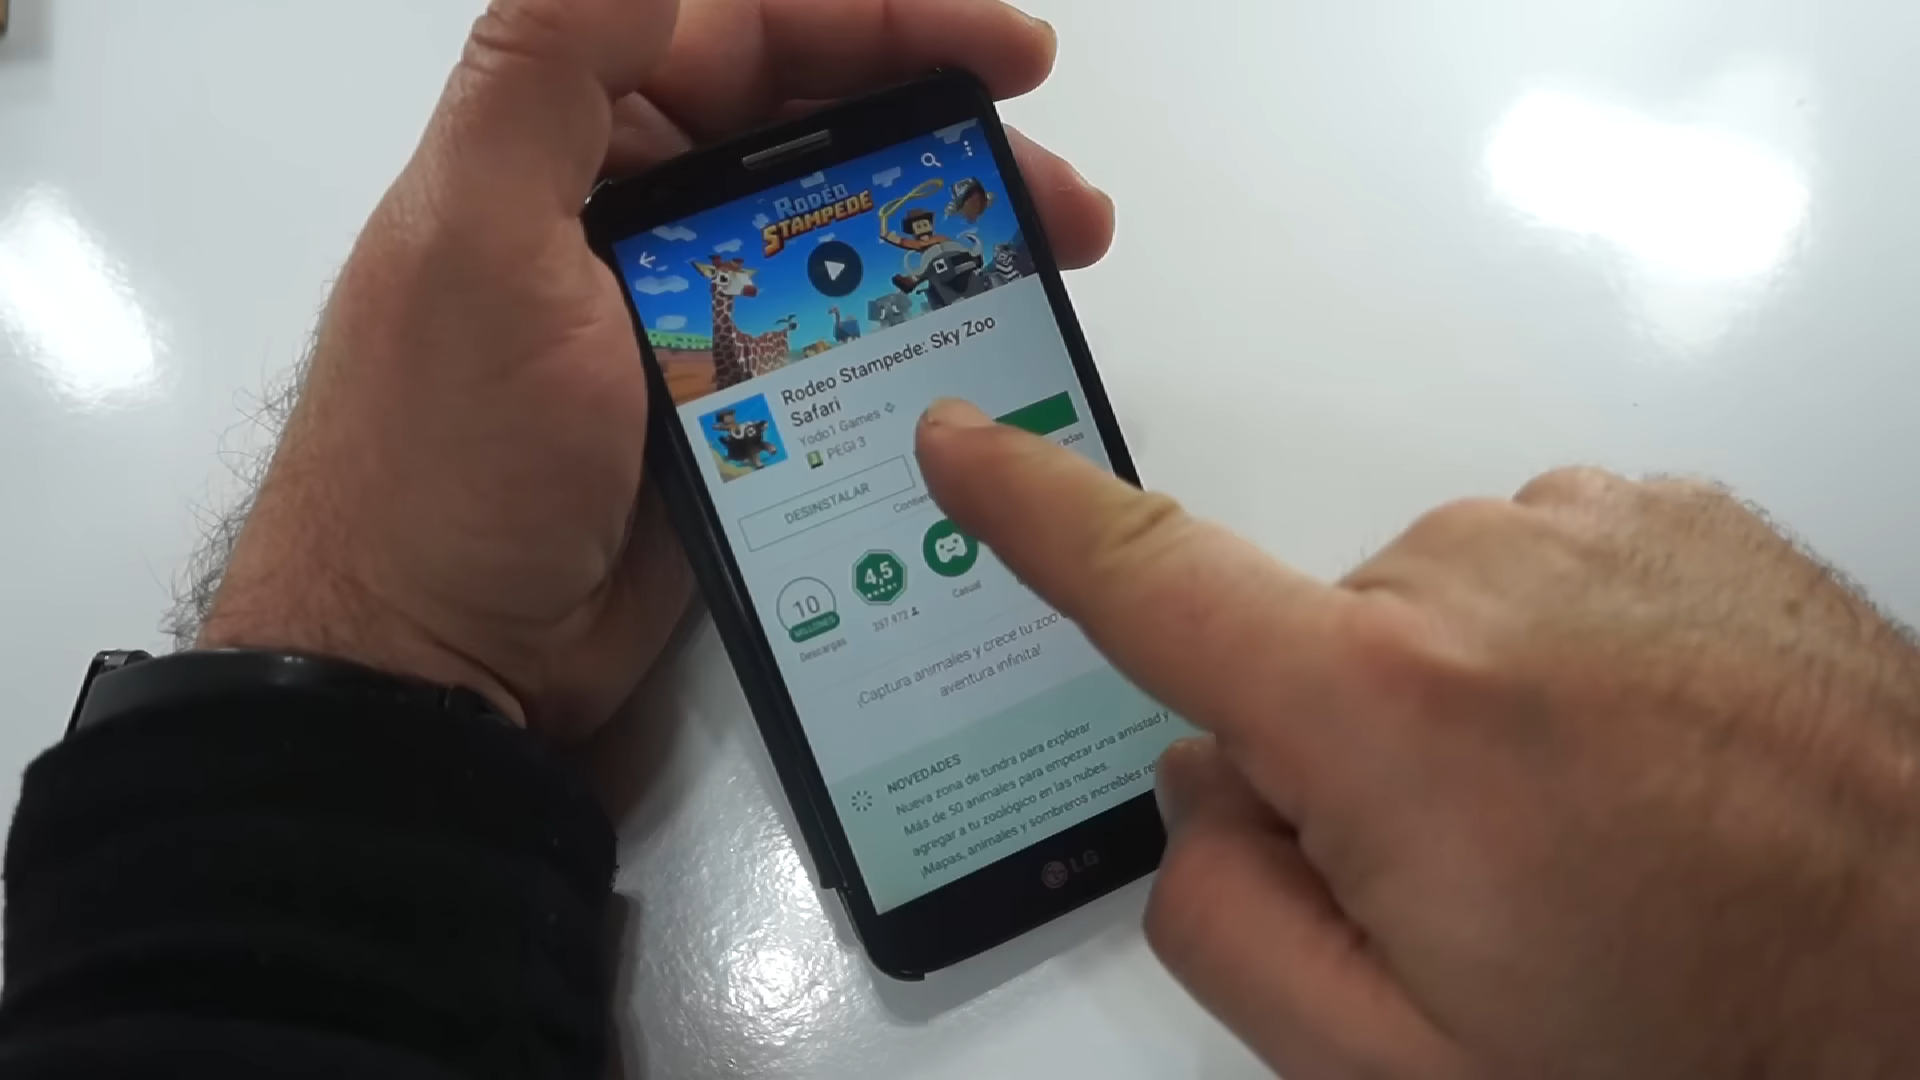 RODEO
STAMPEDE
Rodeo Stampede: Sky Zoo
Safari
Yodo1 Games
3 PEGI 3
DESINSTALAR
10
MILLONES
Descargas
4,5
Casual
¡Captura animales y crece tu zoo
aventura infinita!
NOVEDADES
Nueva zona de tundra para explorar
Más de 50 animales para empezar una amistad y
agregar a tu zoológico en las nubes.
¡Mapas, animales y sombreros increíbles
LG